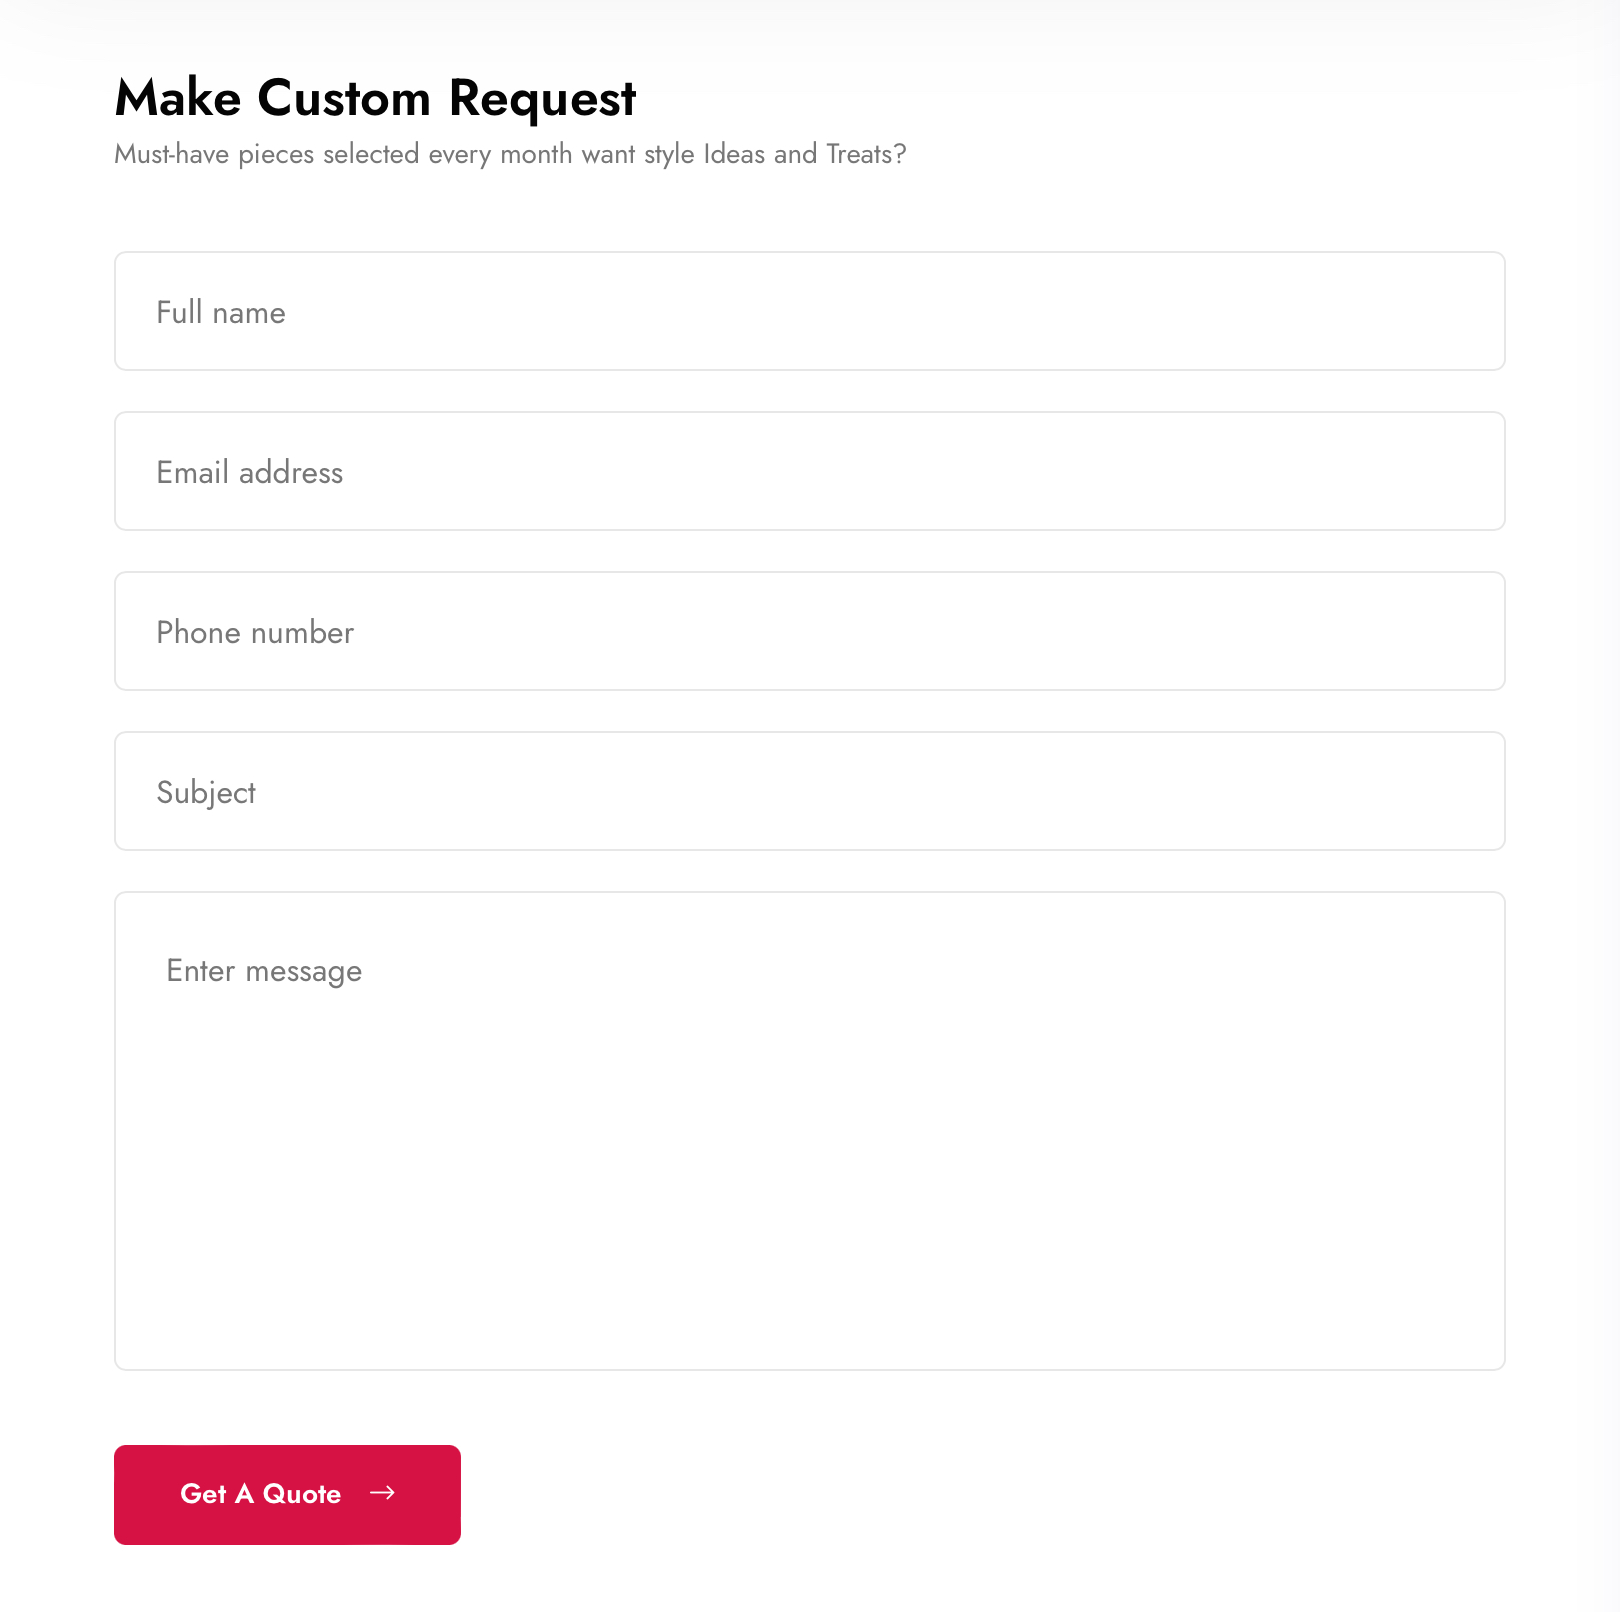 Make Custom Request
Must-have pieces selected every month want style Ideas and Treats?
Full name
Email address
Phone number
Subject
Enter message
Get A Quote →